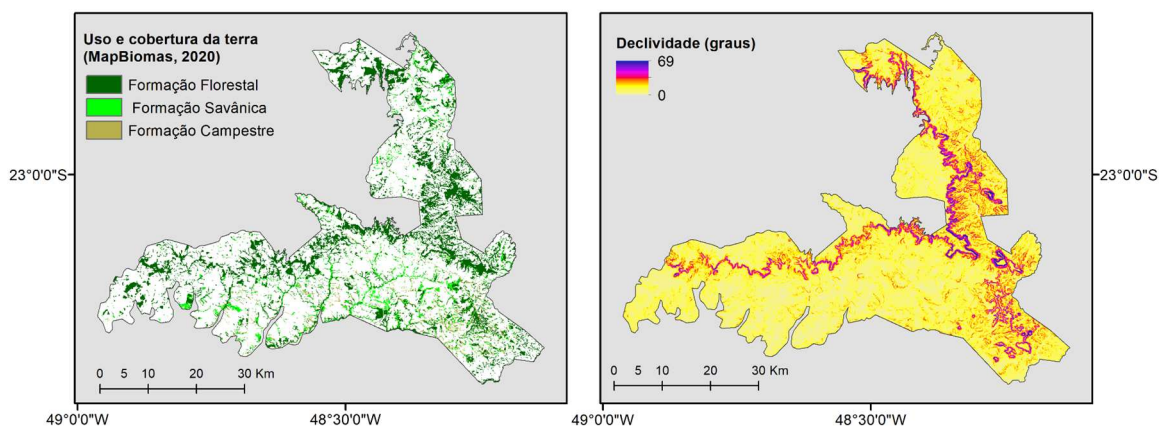 Uso e cobertura da terra
(MapBiomas, 2020)
Formação Florestal
Formação Savânica
Formação Campestre
23°0'0"S
0 5 10 20 30 Km
49°0'0"W
48°30'0"W
Declividade (graus)
69
0
23°0'0"S
0 5 10 20 30 Km
49°0'0"W
48°30'0"W